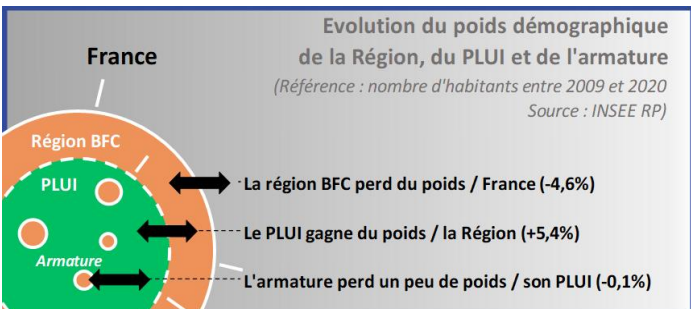 Evolution du poids démographique
de la Région, du PLUI et de l'armature
(Référence : nombre d'habitants entre 2009 et 2020
Source : INSEE RP)
France
Région BFC
PLUI
Armature
La région BFC perd du poids / France (-4,6%)
Le PLUI gagne du poids / la Région (+5,4%)
L'armature perd un peu de poids / son PLUI (-0,1%)